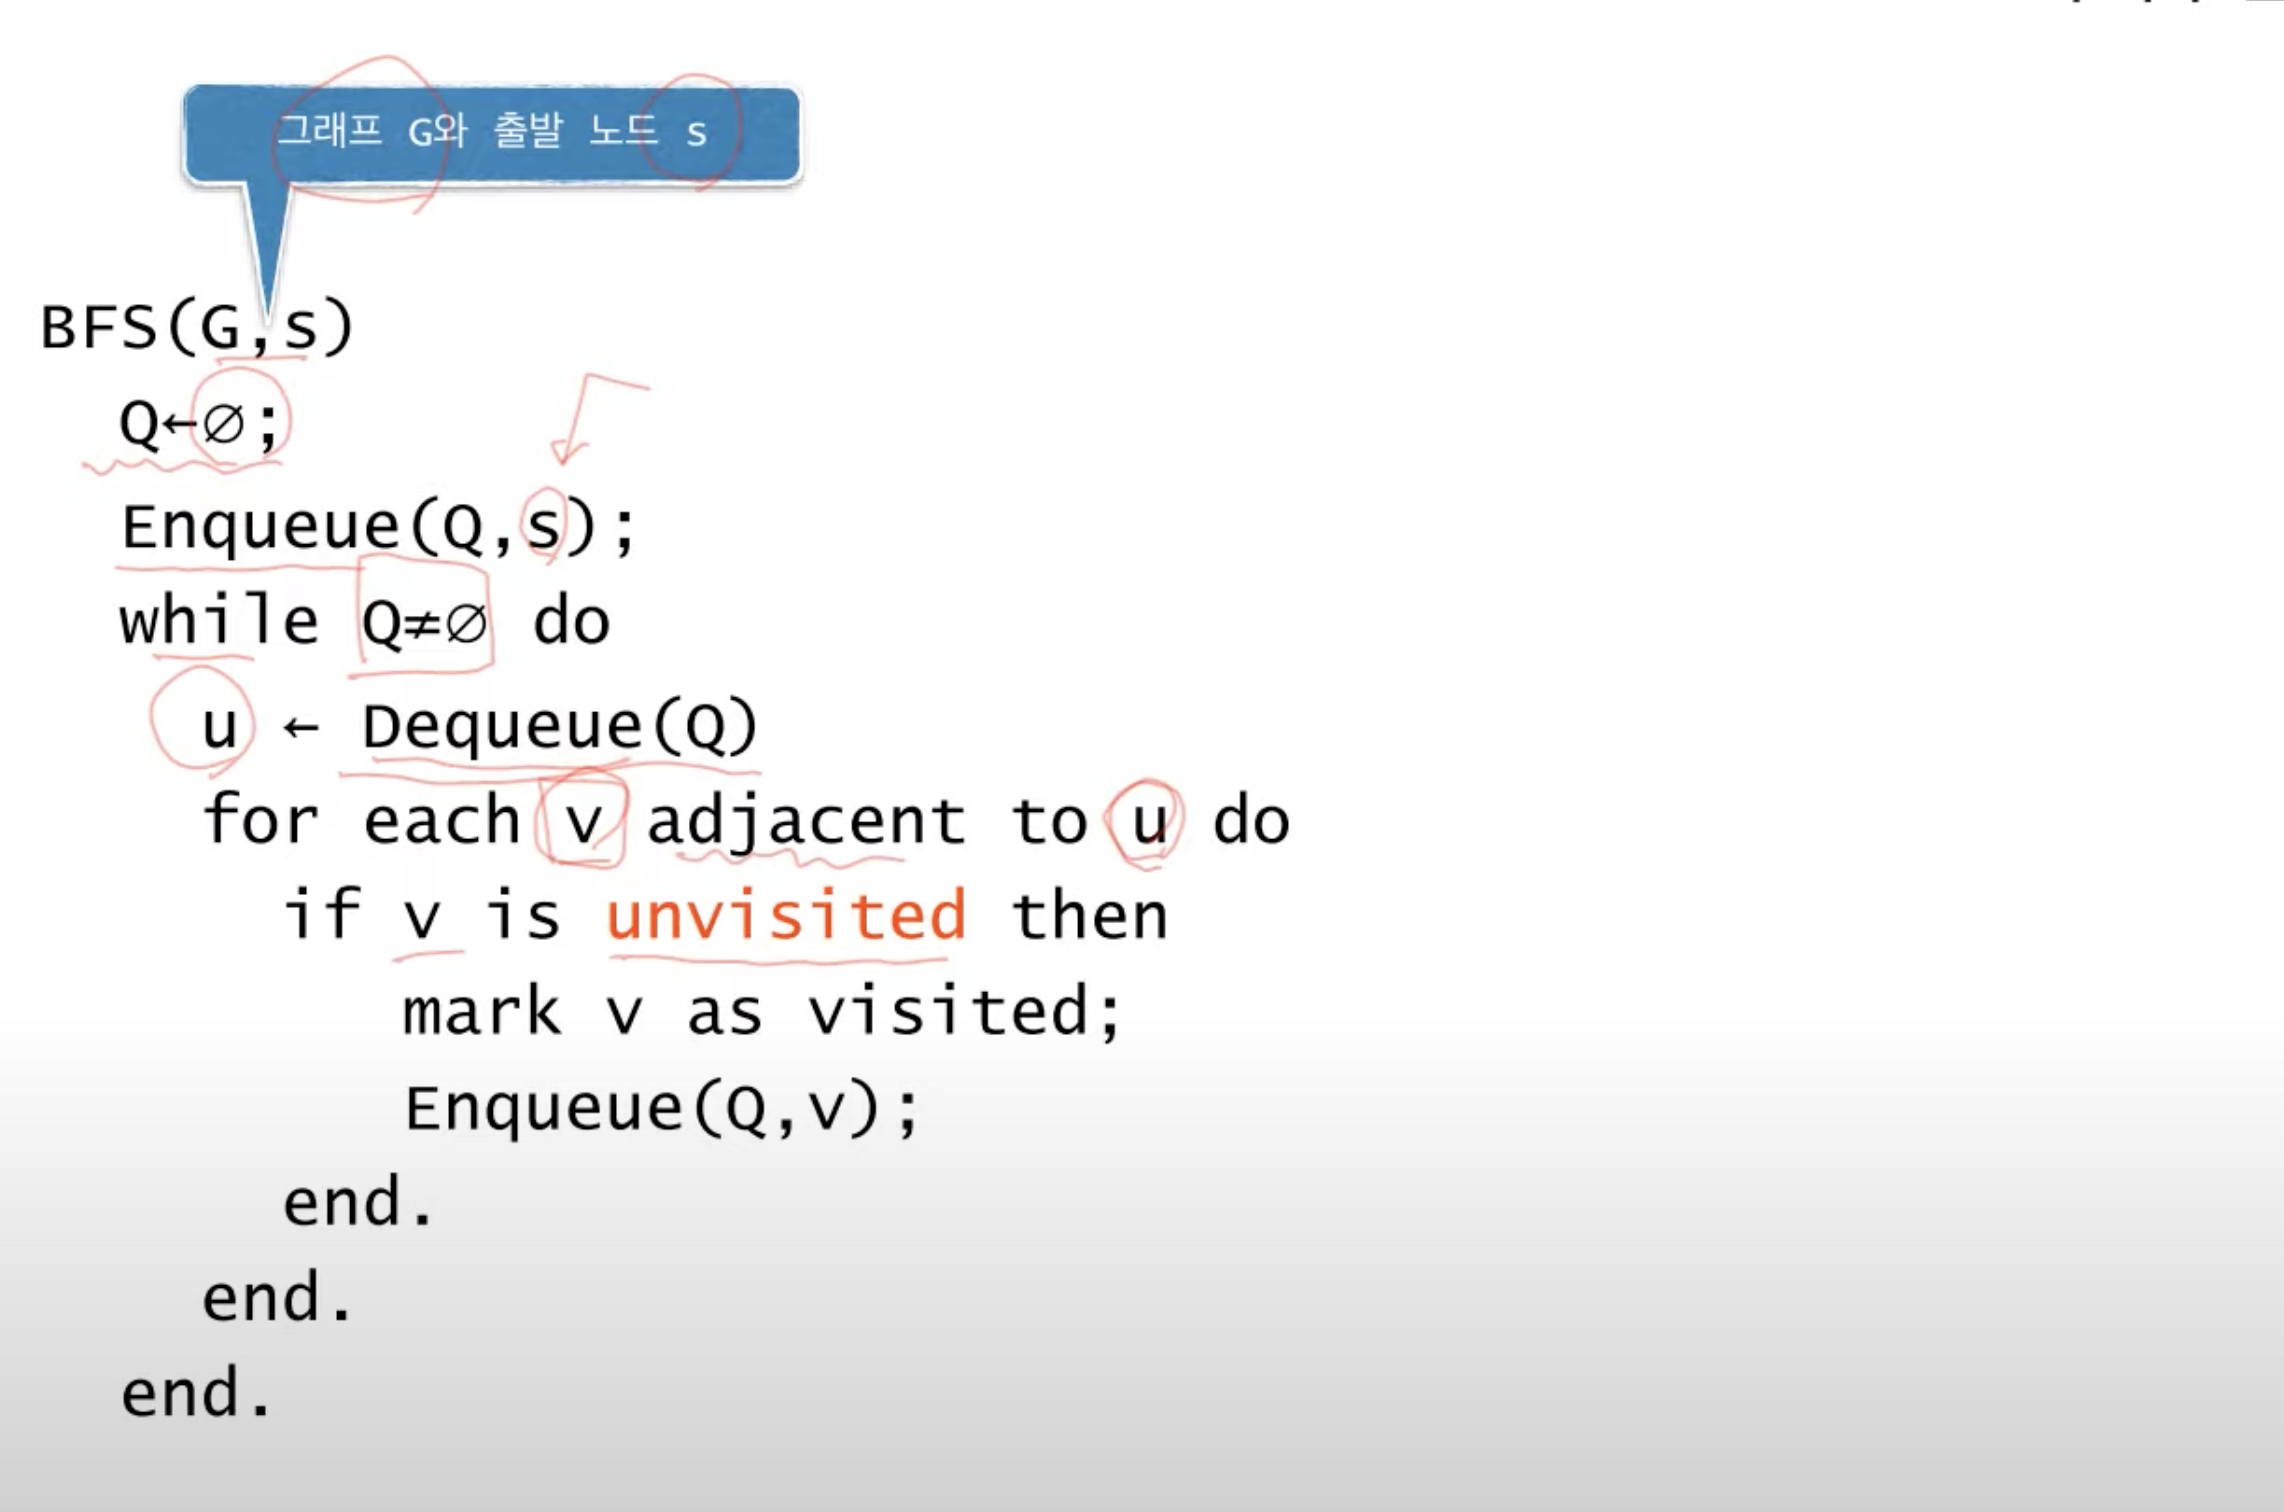 그래프 G와 출발 노드 s
BFS(G,s)
Q←∅;
Enqueue(Q,s);
while Q≠∅ do
u ← Dequeue(Q)
for each v adjacent to u do
if v is unvisited then
mark v as visited;
Enqueue(Q,v);
end.
end.
end.